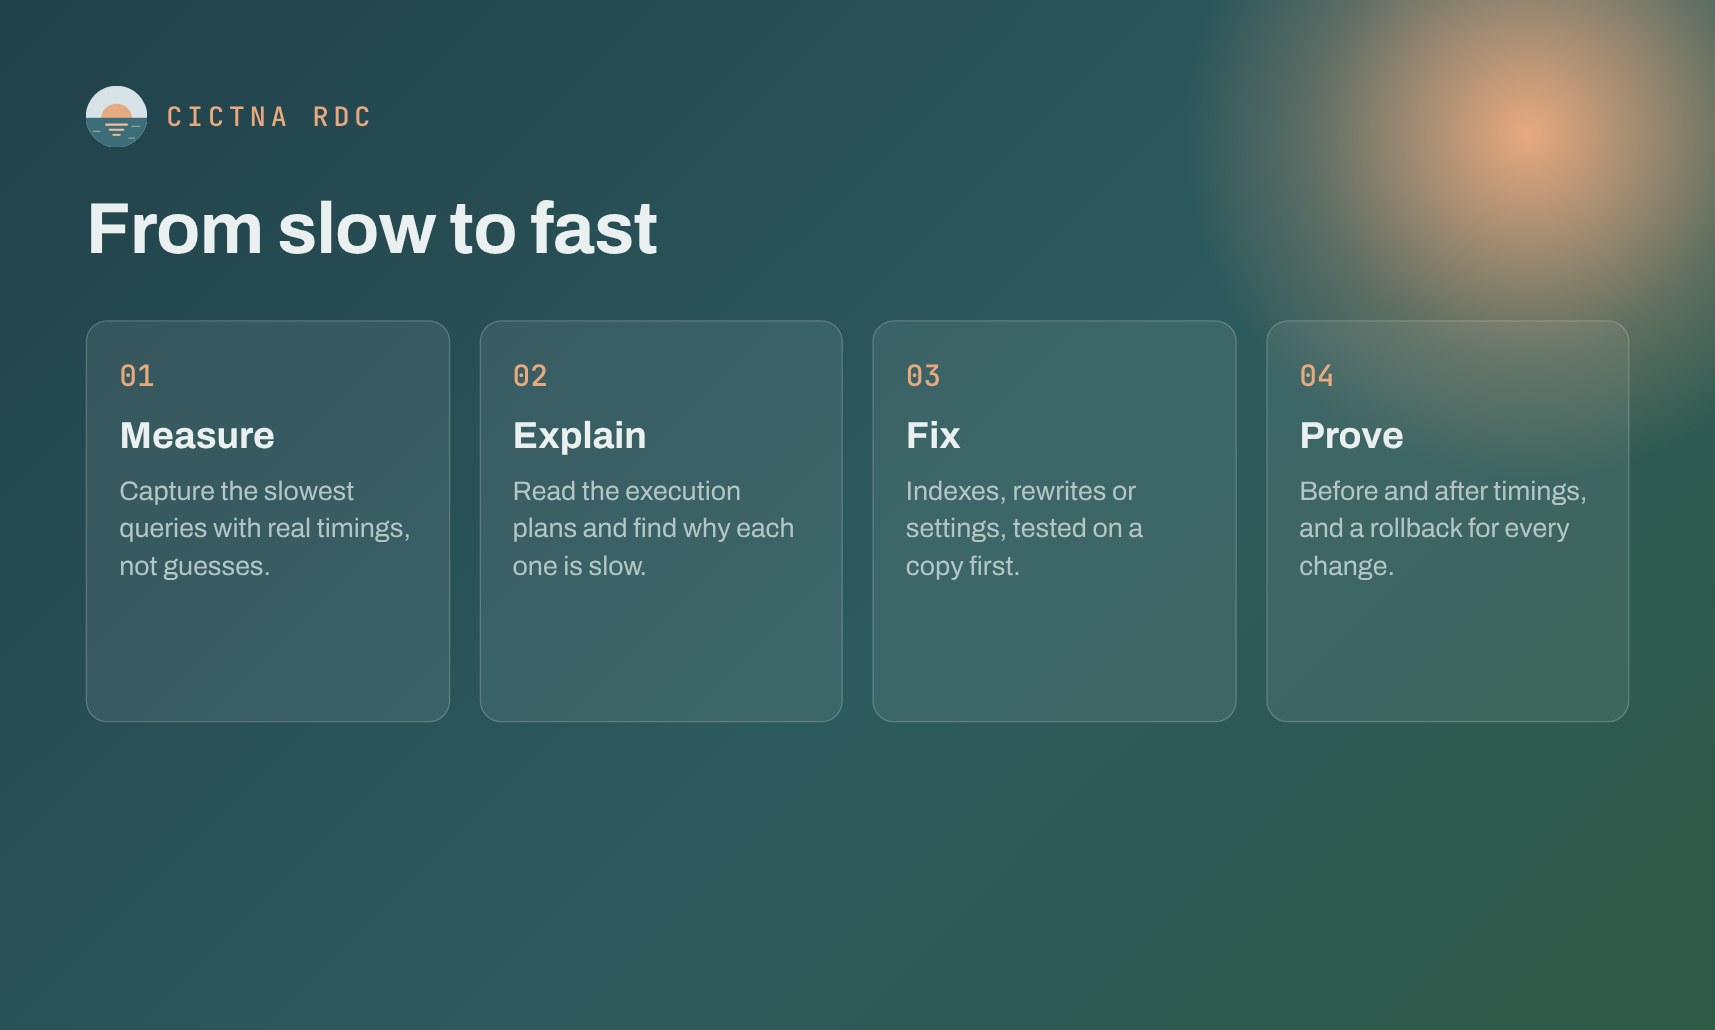 CICTNA RDC
From slow to fast
01
Measure
Capture the slowest
queries with real timings,
not guesses.
02
Explain
Read the execution
plans and find why each
one is slow.
03
Fix
Indexes, rewrites or
settings, tested on a
copy first.
04
Prove
Before and after timings,
and a rollback for every
change.